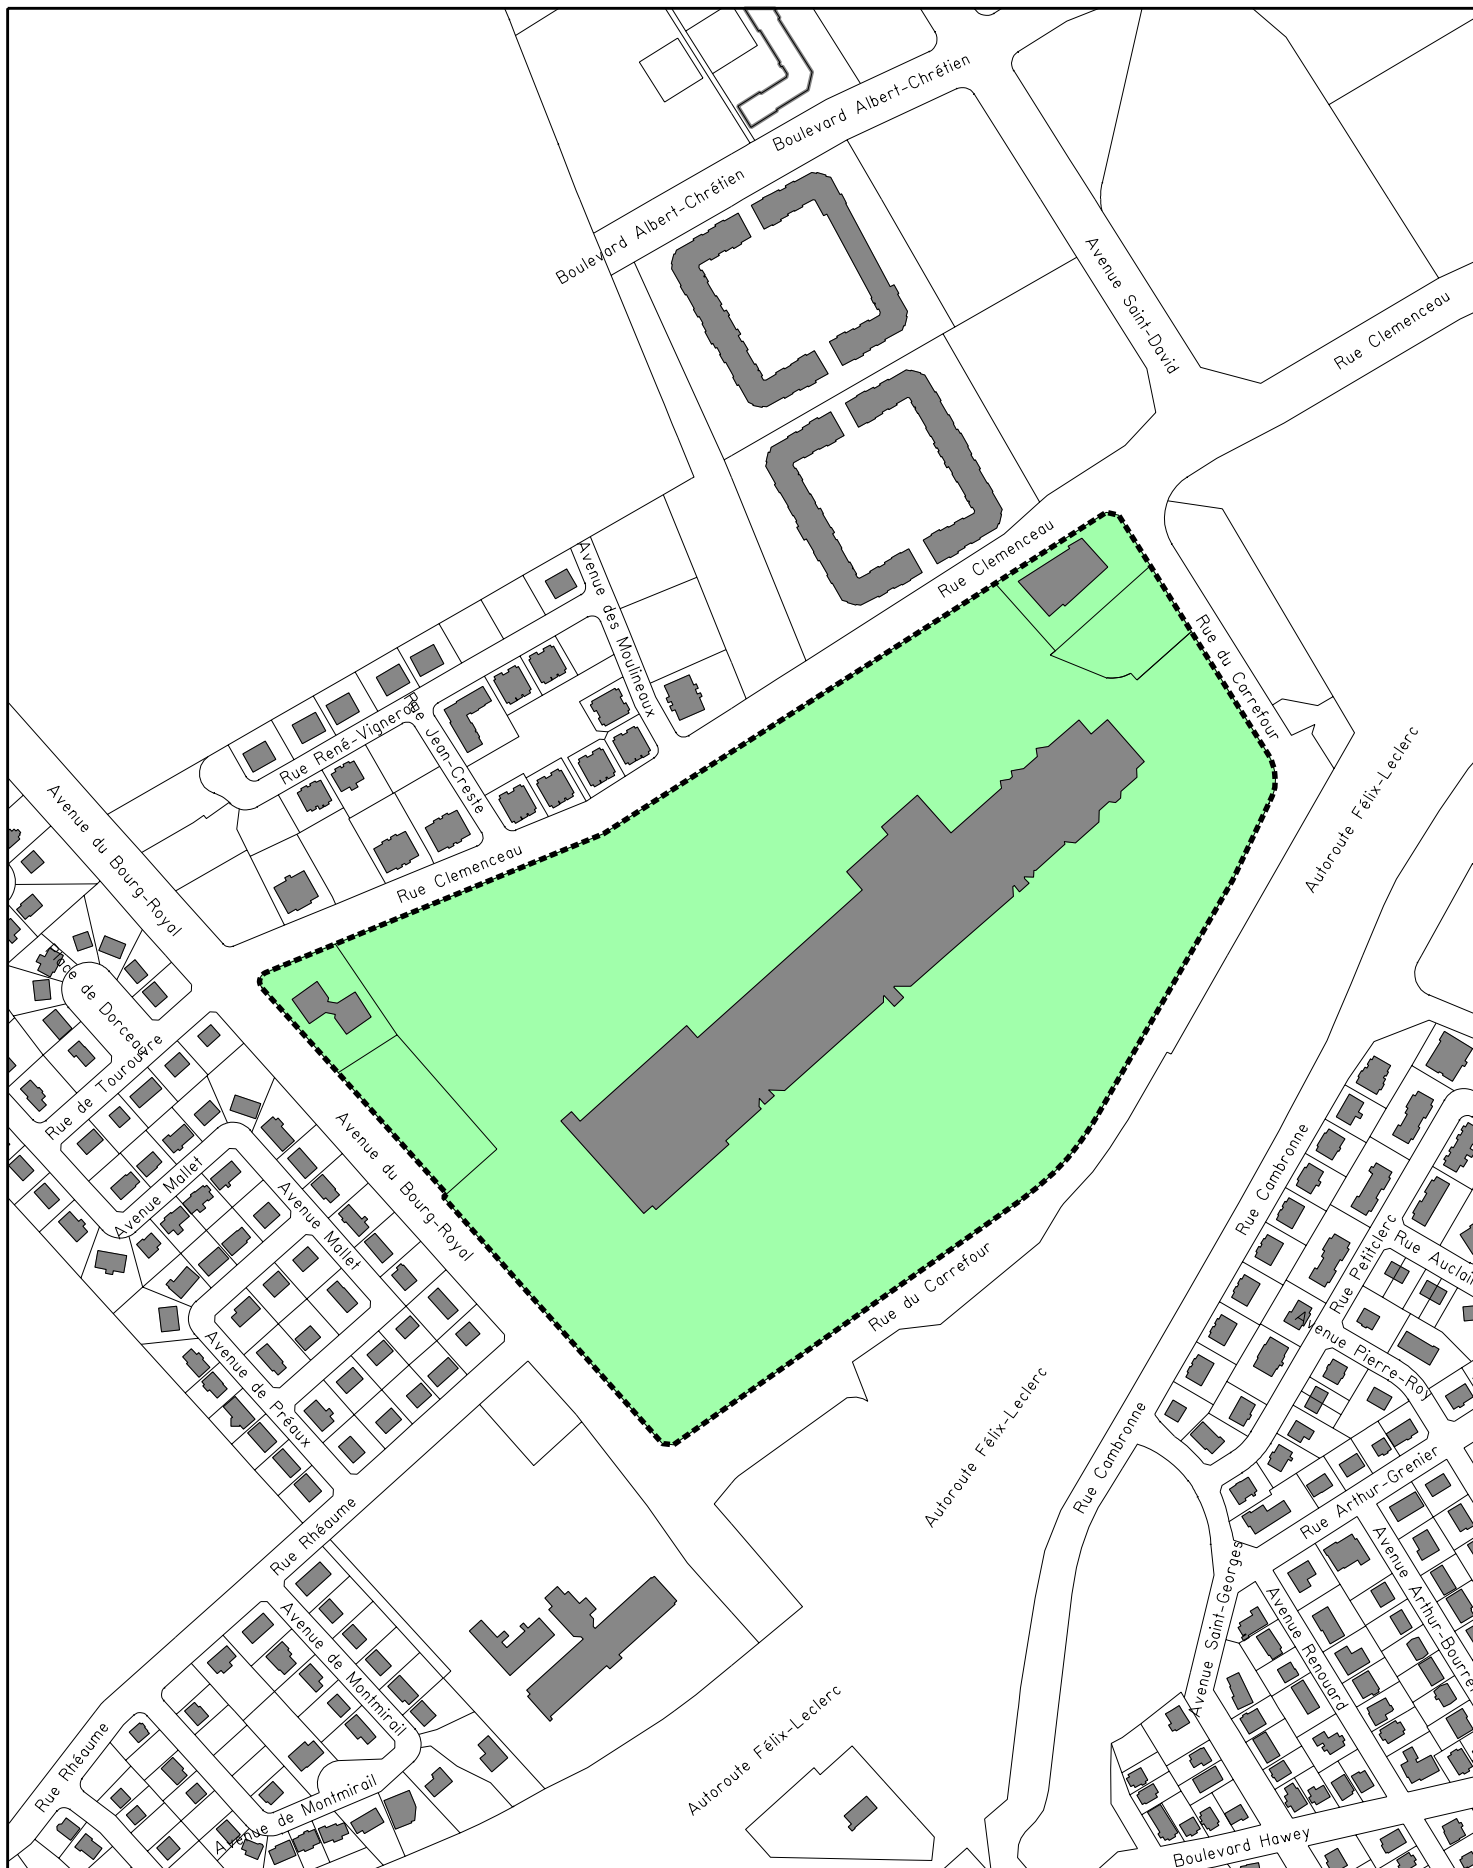 Boulevard Albert-Chrétien
Boulevard Albert-Chrétien
Avenue Saint-David
Rue Clemenceau
Rue Clemenceau
Avenue des Moulineaux
Rue du Carrefour
Rue René-Vigneron
Rue Jean-Creste
Autoroute Félix-Leclerc
Avenue du Bourg-Royal
Rue Clemenceau
Place de Dorceau
Rue de Tourouvre
Avenue du Bourg-Royal
Rue Cambronne
Avenue Mallet
Avenue Mallet
Rue Petitclerc
Rue Auclair
Rue du Carrefour
Avenue Pierre-Roy
Avenue de Préaux
Autoroute Félix-Leclerc
Rue Cambronne
Rue Arthur-Grenier
Rue Rhéaume
Avenue Saint-Georges
Avenue Renouard
Avenue Arthur-Bourre
Avenue de Montmirail
Autoroute Félix-Leclerc
Rue Rhéaume
Avenue de Montmirail
Boulevard Hawey